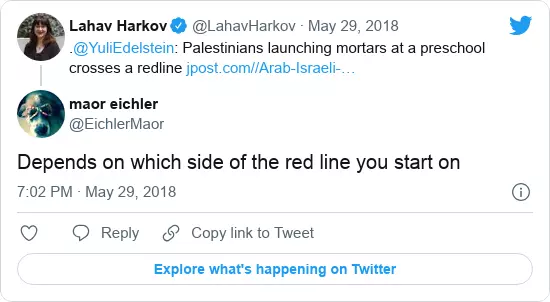 Lahav Harkov @LahavHarkov · May 29, 2018
.@YuliEdelstein: Palestinians launching mortars at a preschool
crosses a redline jpost.com//Arab-Israeli-…
maor eichler
@EichlerMaor
Depends on which side of the red line you start on
7:02 PM · May 29, 2018
Reply
Copy link to Tweet
Explore what's happening on Twitter